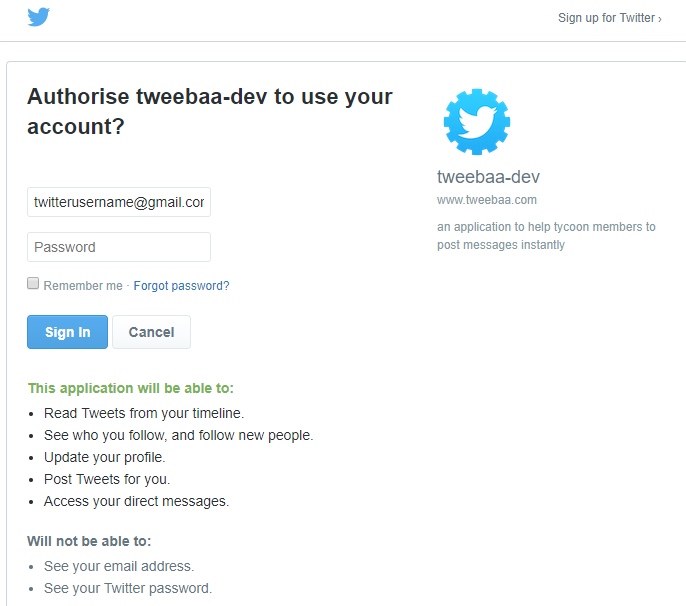 Sign up for Twitter ›
Authorise tweebaa-dev to use your
account?
twitterusername@gmail.cor
Password
Remember me · Forgot password?
Sign In
Cancel
tweebaa-dev
www.tweebaa.com
an application to help tycoon members to
post messages instantly
This application will be able to:
• Read Tweets from your timeline.
• See who you follow, and follow new people.
• Update your profile.
• Post Tweets for you.
• Access your direct messages.
Will not be able to:
• See your email address.
• See your Twitter password.